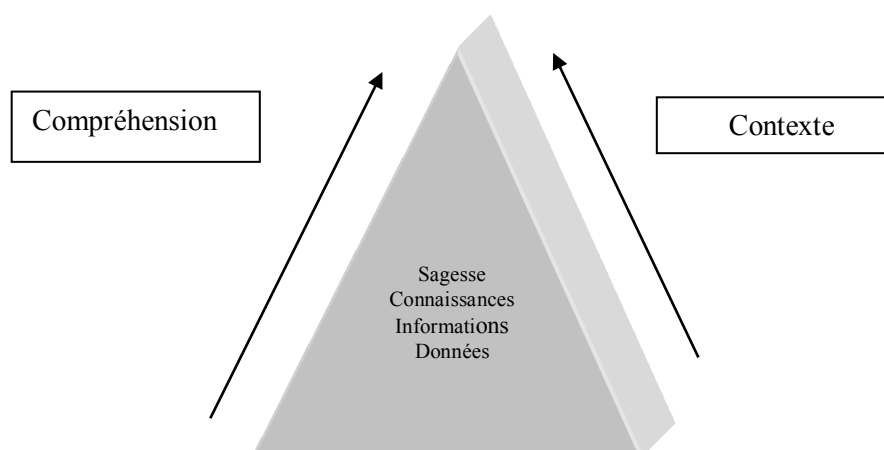 Compréhension
Contexte
Sagesse
Connaissances
Informations
Données